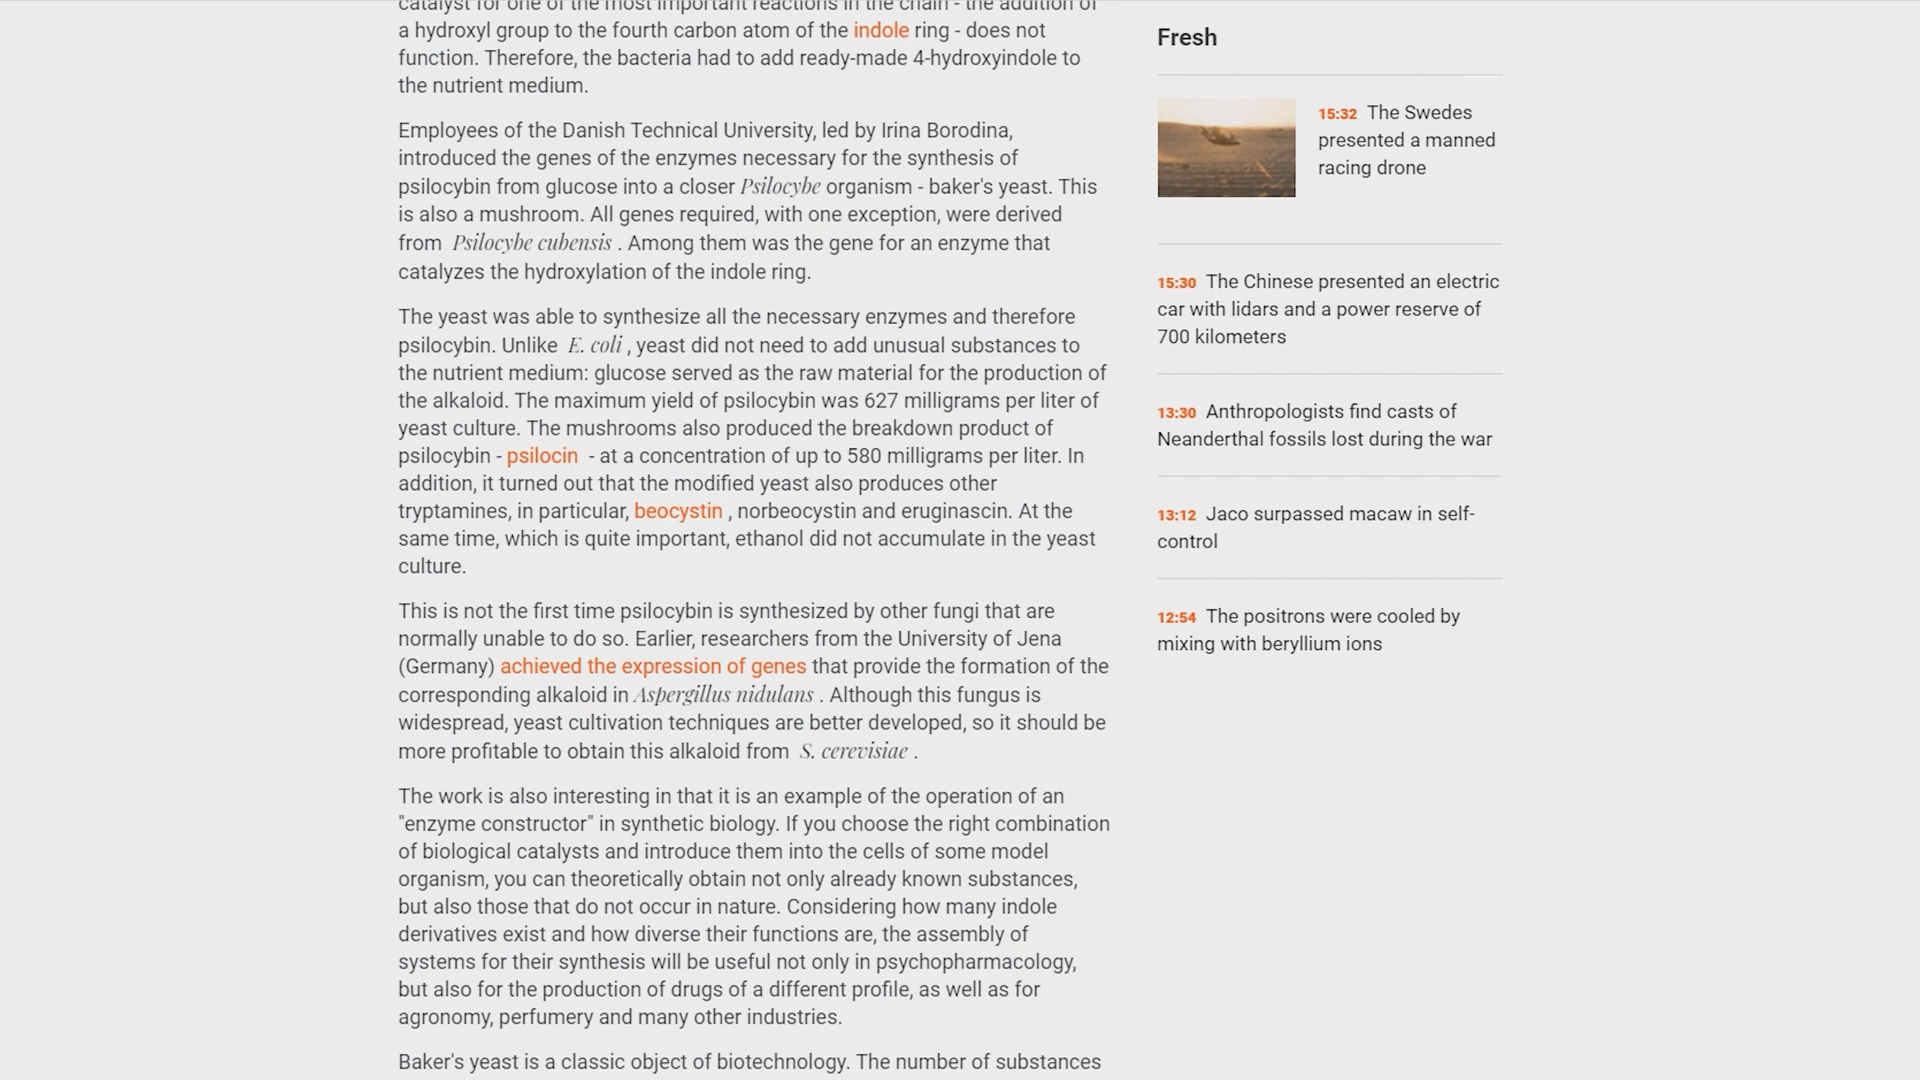 catalyst for one of the most important reactions in the chain - the addition of
a hydroxyl group to the fourth carbon atom of the indole ring - does not
function. Therefore, the bacteria had to add ready-made 4-hydroxyindole to
the nutrient medium.
Employees of the Danish Technical University, led by Irina Borodina,
introduced the genes of the enzymes necessary for the synthesis of
psilocybin from glucose into a closer Psilocybe organism - baker's yeast. This
is also a mushroom. All genes required, with one exception, were derived
from Psilocybe cubensis . Among them was the gene for an enzyme that
catalyzes the hydroxylation of the indole ring.
The yeast was able to synthesize all the necessary enzymes and therefore
psilocybin. Unlike E. coli , yeast did not need to add unusual substances to
the nutrient medium: glucose served as the raw material for the production of
the alkaloid. The maximum yield of psilocybin was 627 milligrams per liter of
yeast culture. The mushrooms also produced the breakdown product of
psilocybin - psilocin - at a concentration of up to 580 milligrams per liter. In
addition, it turned out that the modified yeast also produces other
tryptamines, in particular, beocystin , norbeocystin and eruginascin. At the
same time, which is quite important, ethanol did not accumulate in the yeast
culture.
This is not the first time psilocybin is synthesized by other fungi that are
normally unable to do so. Earlier, researchers from the University of Jena
(Germany) achieved the expression of genes that provide the formation of the
corresponding alkaloid in Aspergillus nidulans . Although this fungus is
widespread, yeast cultivation techniques are better developed, so it should be
more profitable to obtain this alkaloid from S. cerevisiae .
The work is also interesting in that it is an example of the operation of an
"enzyme constructor" in synthetic biology. If you choose the right combination
of biological catalysts and introduce them into the cells of some model
organism, you can theoretically obtain not only already known substances,
but also those that do not occur in nature. Considering how many indole
derivatives exist and how diverse their functions are, the assembly of
systems for their synthesis will be useful not only in psychopharmacology,
but also for the production of drugs of a different profile, as well as for
agronomy, perfumery and many other industries.
Baker's yeast is a classic object of biotechnology. The number of substances
Fresh
15:32 The Swedes
presented a manned
racing drone
15:30 The Chinese presented an electric
car with lidars and a power reserve of
700 kilometers
13:30 Anthropologists find casts of
Neanderthal fossils lost during the war
13:12 Jaco surpassed macaw in self-
control
12:54 The positrons were cooled by
mixing with beryllium ions